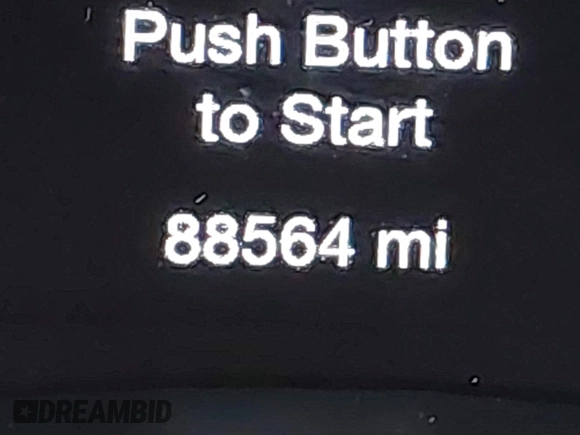 Push Button
to Start
88564 mi
DREAMBID